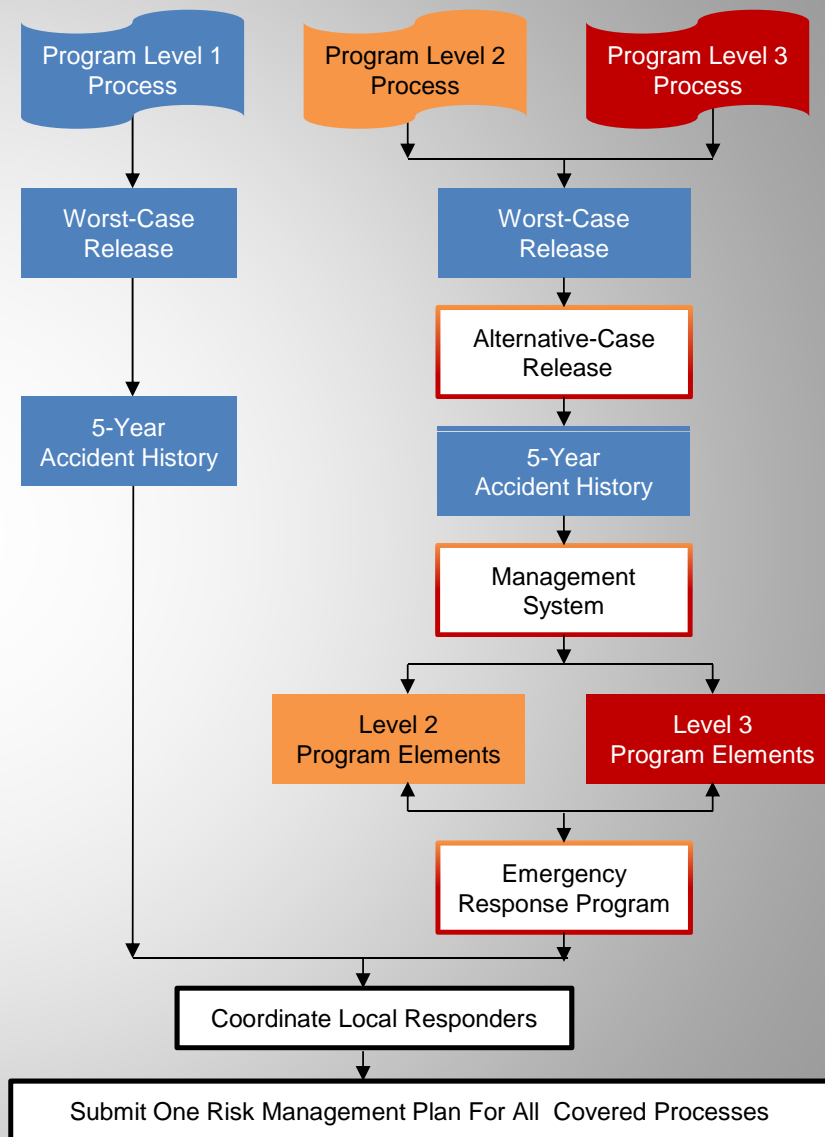 Program Level 1
Process
Program Level 2
Process
Program Level 3
Process
Worst-Case
Release
Worst-Case
Release
Alternative-Case
Release
5-Year
Accident History
5-Year
Accident History
Management
System
Level 2
Program Elements
Level 3
Program Elements
Emergency
Response Program
Coordinate Local Responders
Submit One Risk Management Plan For All Covered Processes